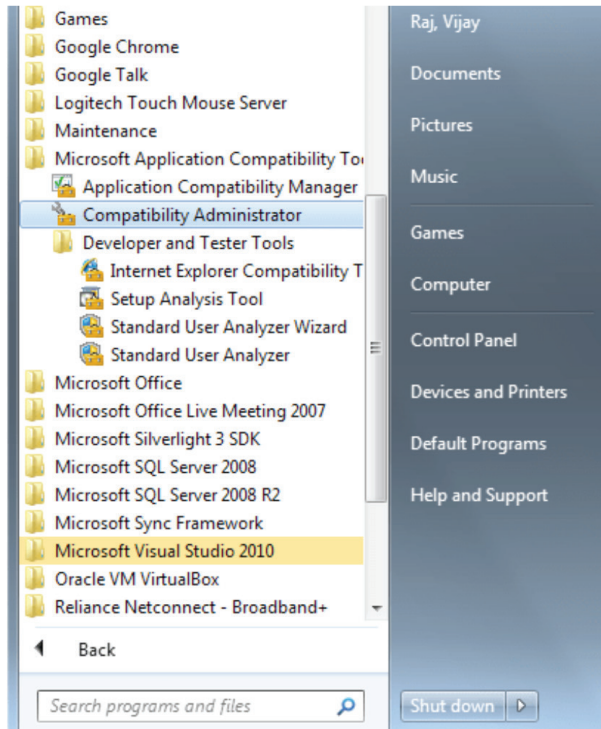 Games
Google Chrome
Google Talk
Logitech Touch Mouse Server
Maintenance
Microsoft Application Compatibility To
Application Compatibility Manager
Compatibility Administrator
Developer and Tester Tools
Internet Explorer Compatibility T
Setup Analysis Tool
Standard User Analyzer Wizard
Standard User Analyzer
Microsoft Office
Microsoft Office Live Meeting 2007
Microsoft Silverlight 3 SDK
Microsoft SQL Server 2008
Microsoft SQL Server 2008 R2
Microsoft Sync Framework
Microsoft Visual Studio 2010
Oracle VM VirtualBox
Reliance Netconnect - Broadband+
Back
Search programs and files
Raj, Vijay
Documents
Pictures
Music
Games
Computer
Control Panel
Devices and Printers
Default Programs
Help and Support
Shut down